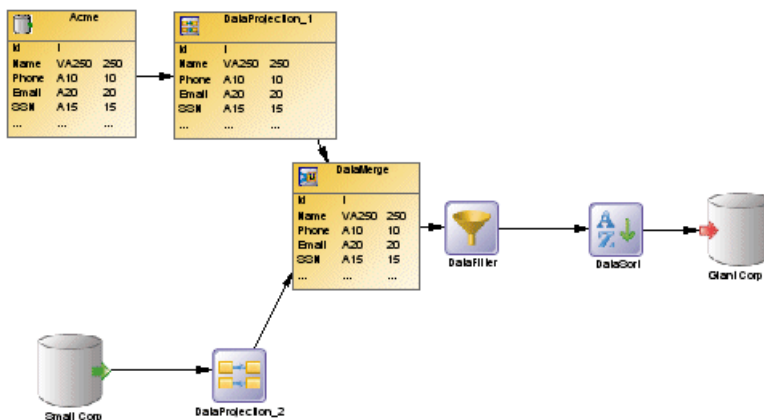 Acme
Id I
Name VA250 250
Phone A10 10
Email A20 20
SSN A15 15
... ... ...
DataProjection_1
Id I
Name VA250 250
Phone A10 10
Email A20 20
SSN A15 15
... ... ...
DataMerge
Id I
Name VA250 250
Phone A10 10
Email A20 20
SSN A15 15
... ... ...
DataFilter
DataSort
Giant Corp
Small Corp
DataProjection_2